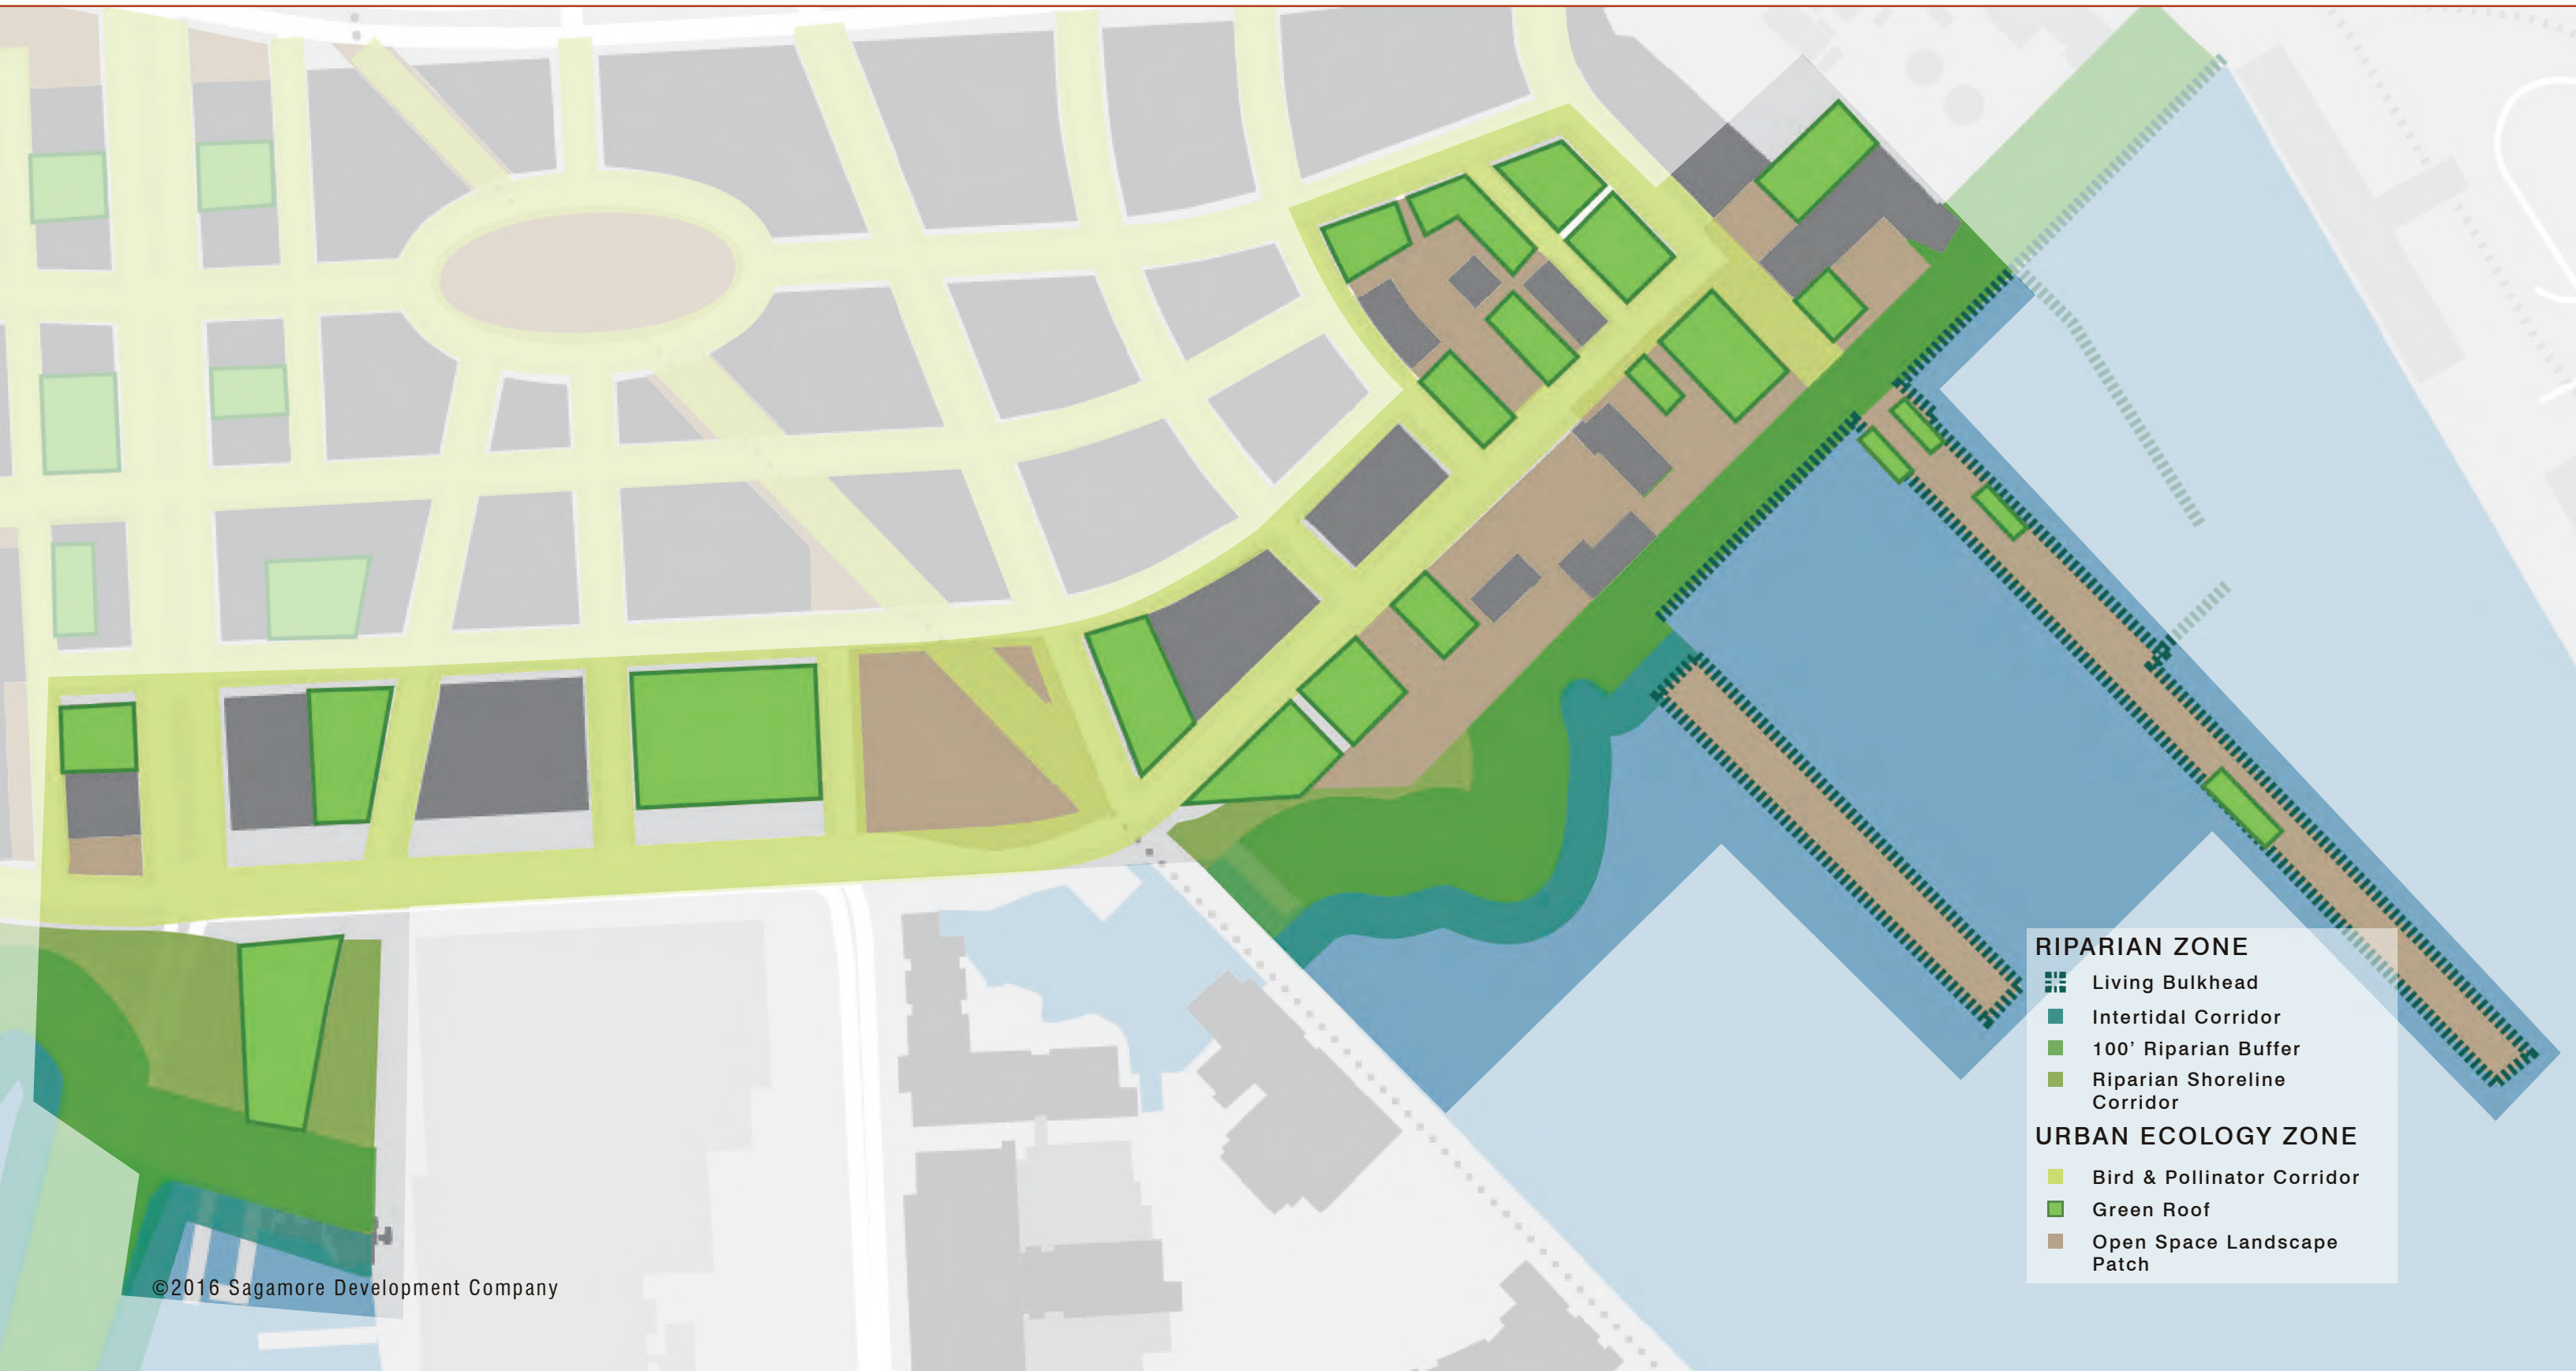 RIPARIAN ZONE
Living Bulkhead
Intertidal Corridor
100’ Riparian Buffer
Riparian Shoreline
Corridor
URBAN ECOLOGY ZONE
Bird & Pollinator Corridor
Green Roof
Open Space Landscape
Patch
©2016 Sagamore Development Company